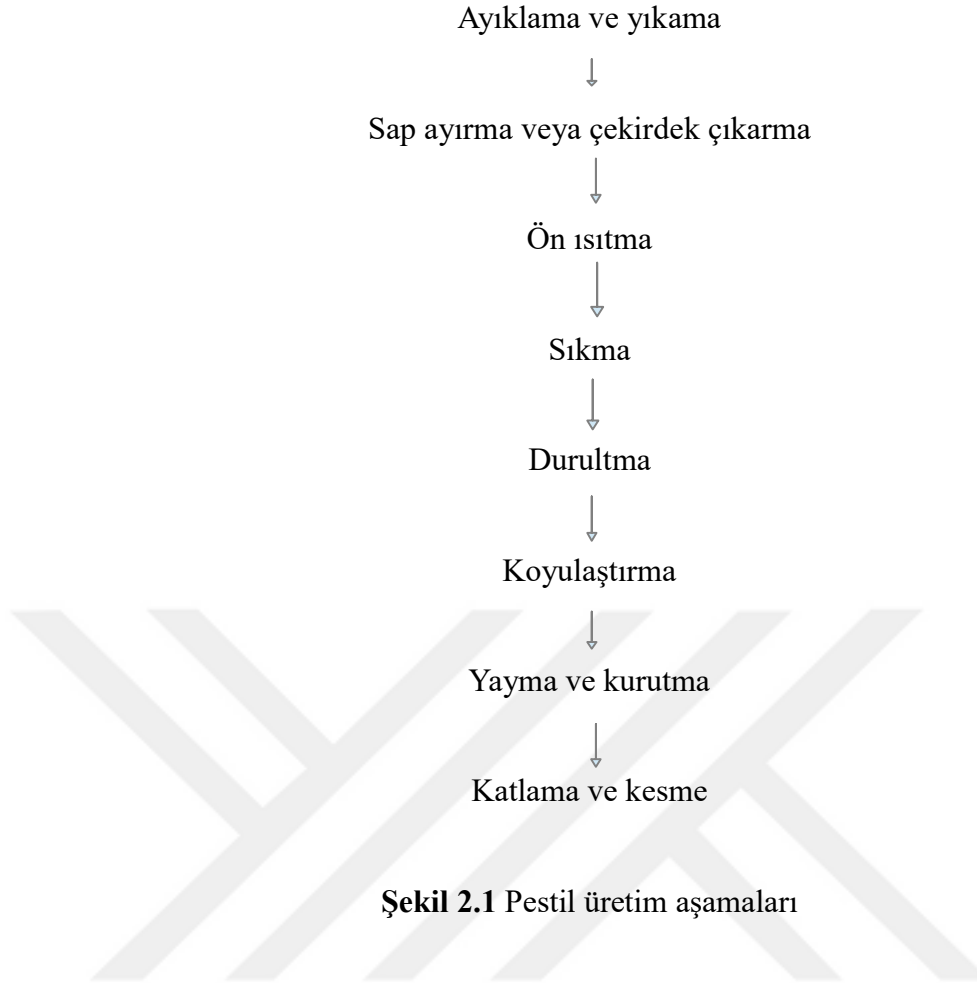 Ayıklama ve yıkama
Sap ayırma veya çekirdek çıkarma
Ön ısıtma
Sıkma
Durultma
Koyulaştırma
Yayma ve kurutma
Katlama ve kesme
Şekil 2.1 Pestil üretim aşamaları